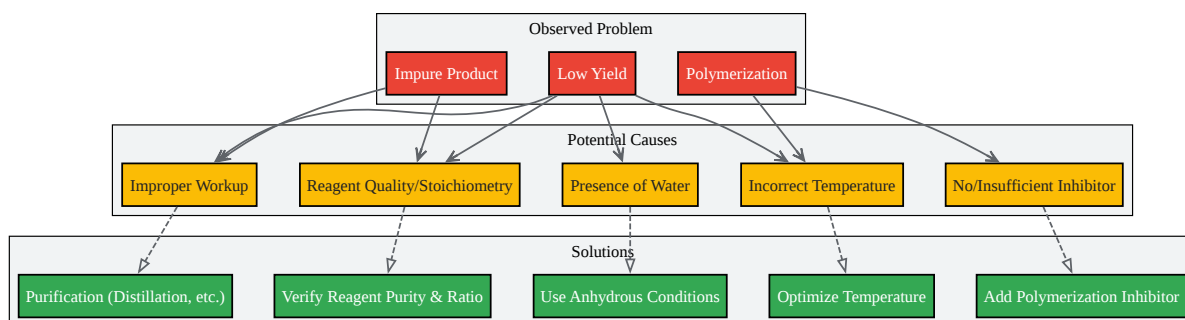 Observed Problem
Impure Product
Low Yield
Polymerization
Potential Causes
Improper Workup
Reagent Quality/Stoichiometry
Presence of Water
Incorrect Temperature
No/Insufficient Inhibitor
Solutions
Purification (Distillation, etc.)
Verify Reagent Purity & Ratio
Use Anhydrous Conditions
Optimize Temperature
Add Polymerization Inhibitor